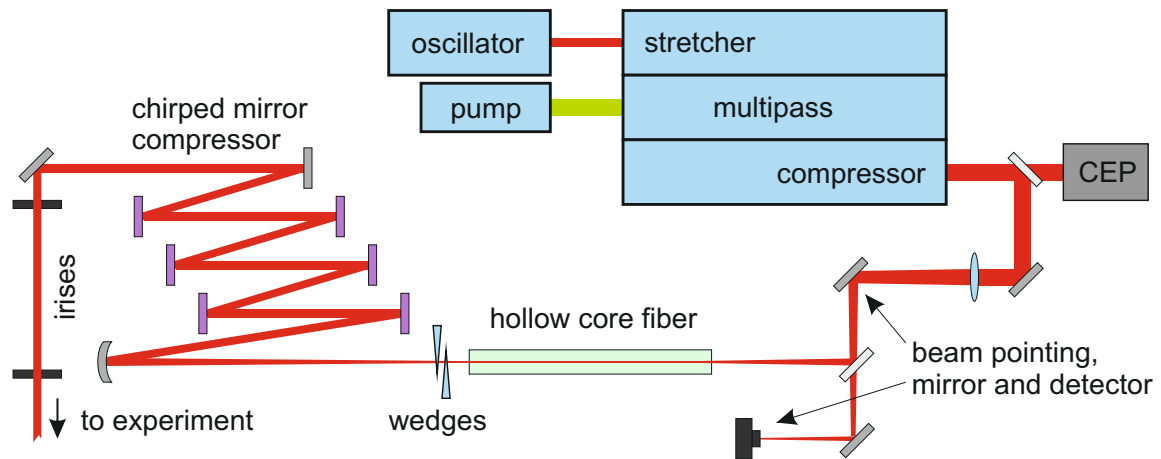 oscillator
stretcher
pump
multipass
compressor
CEP
chirped mirror
compressor
irises
hollow core fiber
beam pointing,
mirror and detector
wedges
to experiment